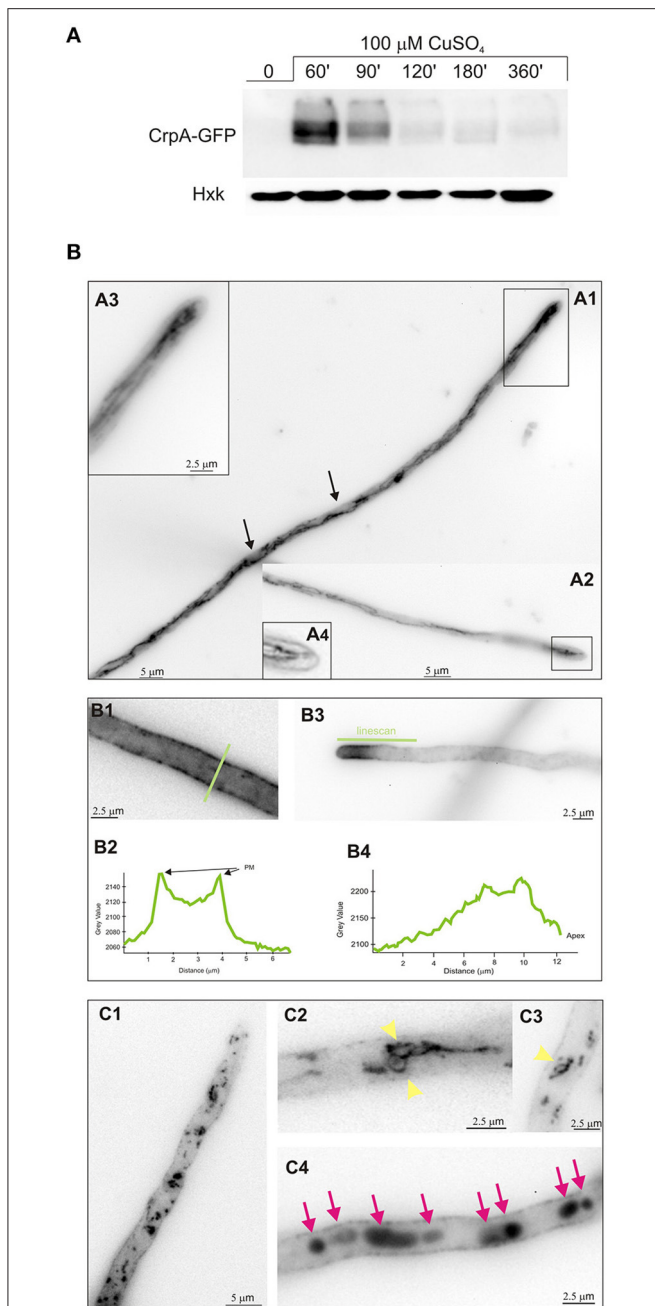 A
100 µM CuSO₄
0 60' 90' 120' 180' 360'
CrpA-GFP
Hxk
B
A3
A1
2.5 µm
A2
A4
5 µm
5 µm
B1
B3
linescan
2.5 µm
2.5 µm
B2
B4
PM
2140
2120
2100
2080
2060
Grey Value
1 2 3 4 5 6
Distance (µm)
2200
2150
2100
Grey Value
Apex
2 4 6 8 10 12
Distance (µm)
C1
C2
C3
2.5 µm
2.5 µm
C4
5 µm
2.5 µm